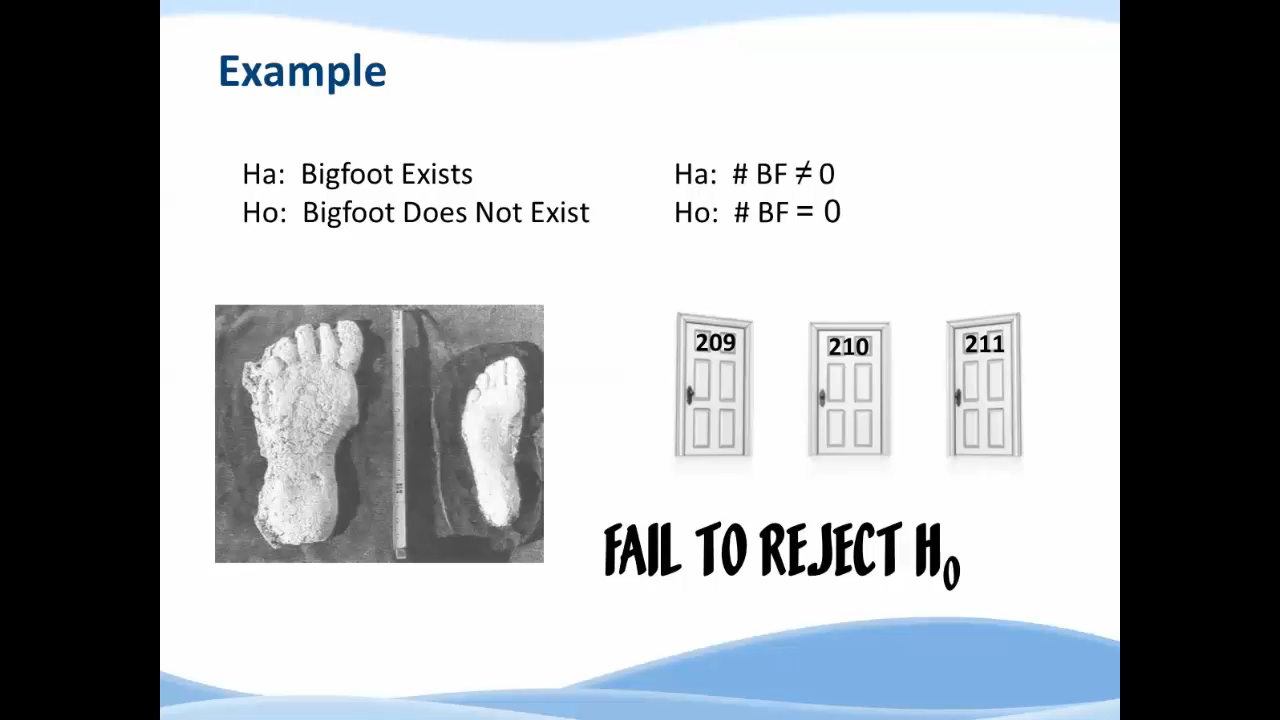 Example
Ha: Bigfoot Exists
Ho: Bigfoot Does Not Exist
Ha: # BF ≠ 0
Ho: # BF = 0
209
210
211
FAIL TO REJECT H0